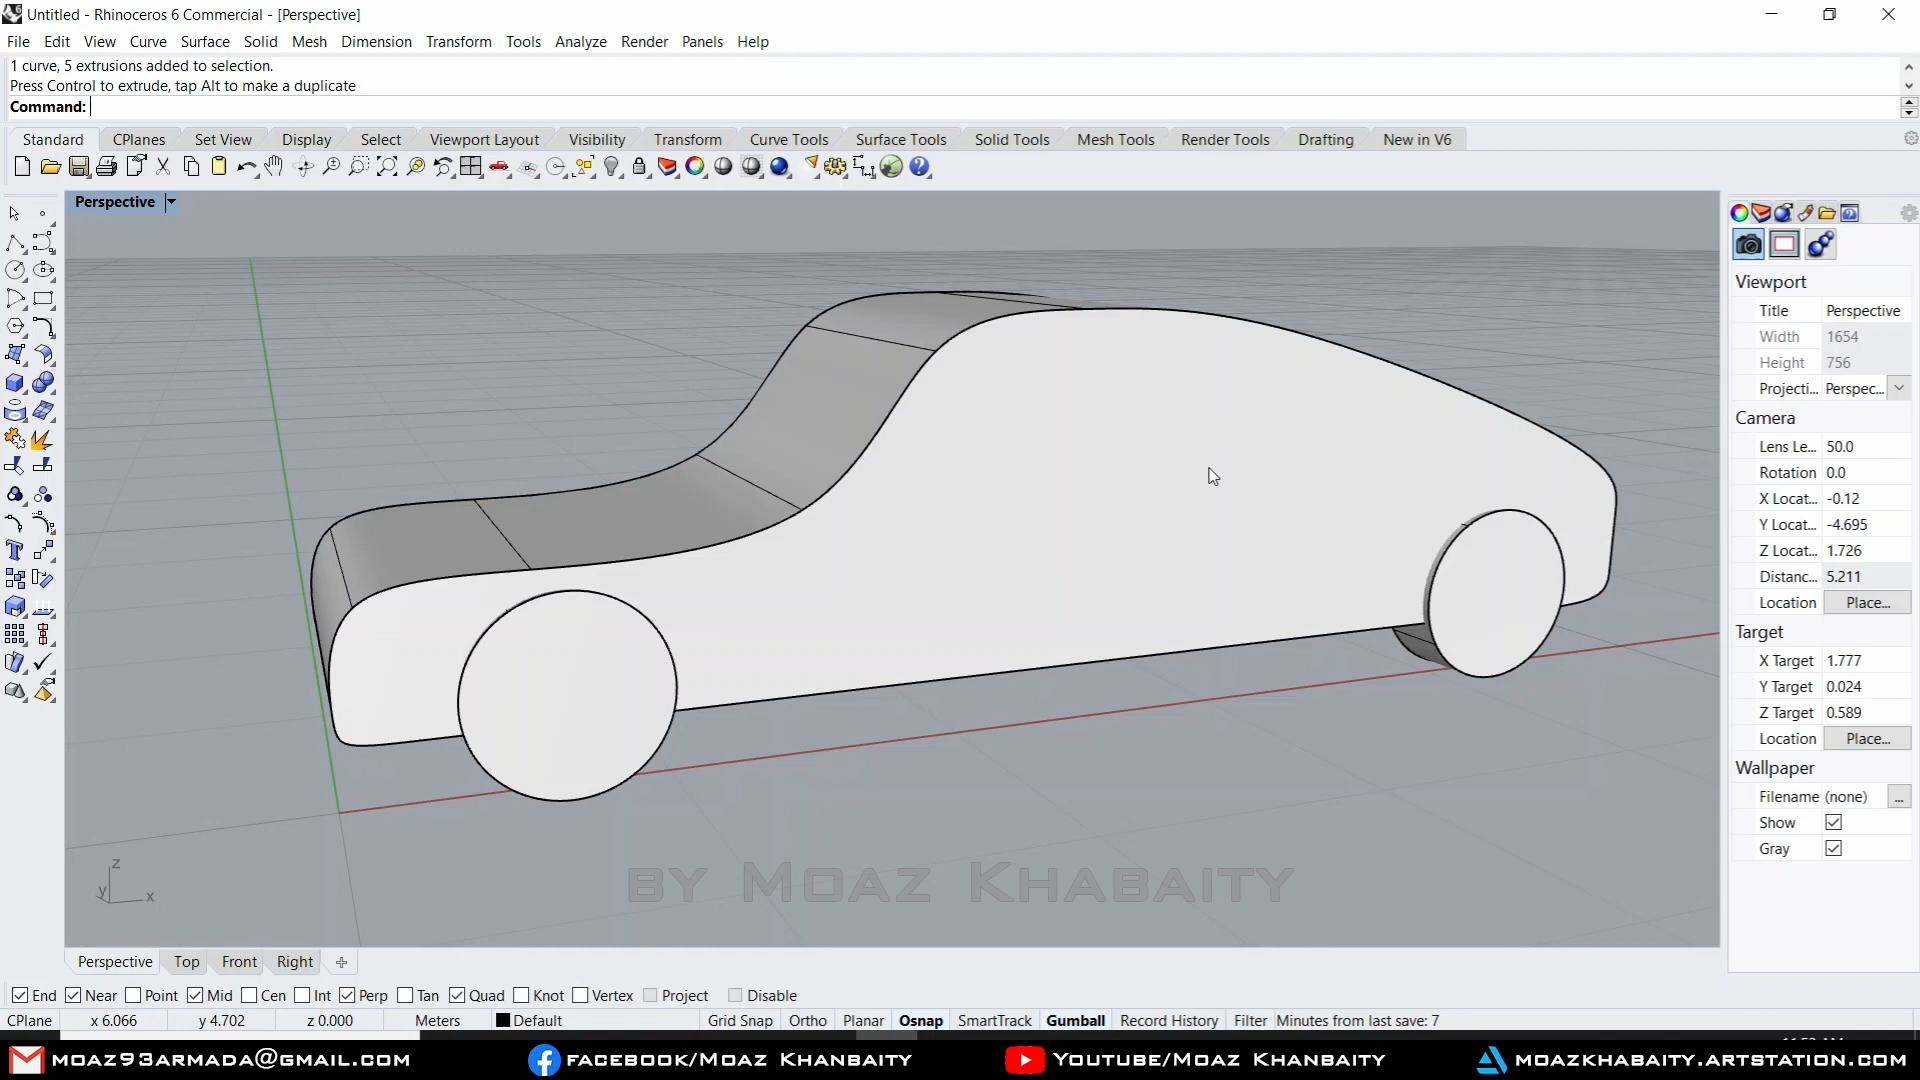 Untitled - Rhinoceros 6 Commercial - [Perspective]
File Edit View Curve Surface Solid Mesh Dimension Transform Tools Analyze Render Panels Help
1 curve, 5 extrusions added to selection.
Press Control to extrude, tap Alt to make a duplicate
Command:
Standard CPlanes Set View Display Select Viewport Layout Visibility Transform Curve Tools Surface Tools Solid Tools Mesh Tools Render Tools Drafting New in V6
Perspective
Viewport
Title Perspective
Width 1654
Height 756
Projecti... Perspec...
Camera
Lens Le... 50.0
Rotation 0.0
X Locat... -0.12
Y Locat... -4.695
Z Locat... 1.726
Distanc... 5.211
Location Place...
Target
X Target 1.777
Y Target 0.024
Z Target 0.589
Location Place...
Wallpaper
Filename (none) ...
Show
Gray
z
y
x
by Moaz Khabaity
Perspective Top Front Right
End Near Point Mid Cen Int Perp Tan Quad Knot Vertex Project Disable
CPlane x 6.066 y 4.702 z 0.000 Meters Default Grid Snap Ortho Planar Osnap SmartTrack Gumball Record History Filter Minutes from last save: 7
moaz93armada@gmail.com facebook/Moaz Khanbaity Youtube/Moaz Khanbaity moazkhabaity.artstation.com